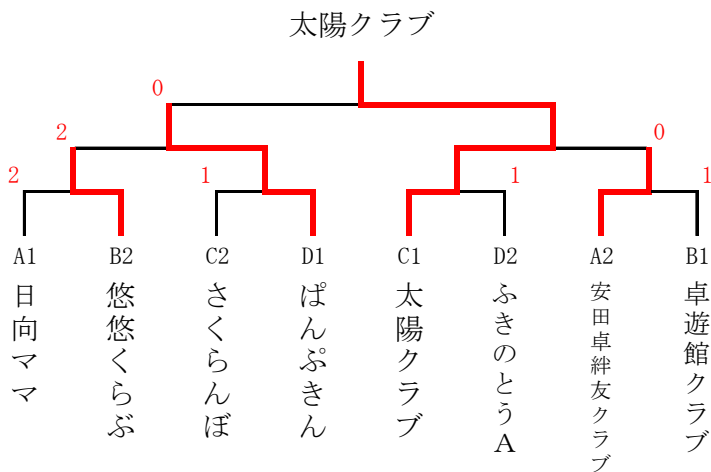 太陽クラブ
0
2
0
2
1
1
1
A1
B2
C2
D1
C1
D2
A2
B1
日向ママ
悠悠くらぶ
さくらんぼ
ぱんぷきん
太陽クラブ
ふきのとうA
安田卓絆友クラブ
卓遊館クラブ